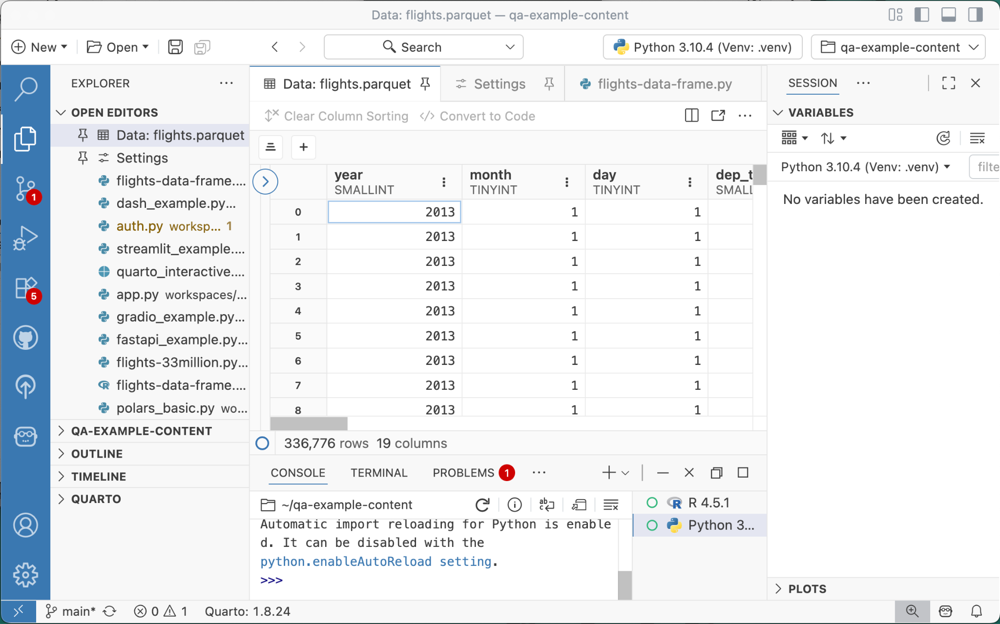 Data: flights.parquet — qa-example-content
New
Open
Search
Python 3.10.4 (Venv: .venv)
qa-example-content
EXPLORER
OPEN EDITORS
Data: flights.parquet
Settings
flights-data-frame....
dash_example.py...
auth.py worksp... 1
streamlit_example....
quarto_interactive....
app.py workspaces/...
gradio_example.py...
fastapi_example.py...
flights-33million.py...
flights-data-frame....
polars_basic.py wo...
QA-EXAMPLE-CONTENT
OUTLINE
TIMELINE
QUARTO
1
5
Data: flights.parquet
Settings
flights-data-frame.py
Clear Column Sorting
</> Convert to Code
year month day dep_t
SMALLINT TINYINT TINYINT SMALL
0 2013 1 1
1 2013 1 1
2 2013 1 1
3 2013 1 1
4 2013 1 1
5 2013 1 1
6 2013 1 1
7 2013 1 1
8 2013 1 1
336,776 rows 19 columns
CONSOLE TERMINAL PROBLEMS 1
~/qa-example-content
Automatic import reloading for Python is enable
d. It can be disabled with the
python.enableAutoReload setting.
>>>
R 4.5.1
Python 3...
SESSION
VARIABLES
Python 3.10.4 (Venv: .venv)
filte
No variables have been created.
PLOTS
main* 0 1 Quarto: 1.8.24